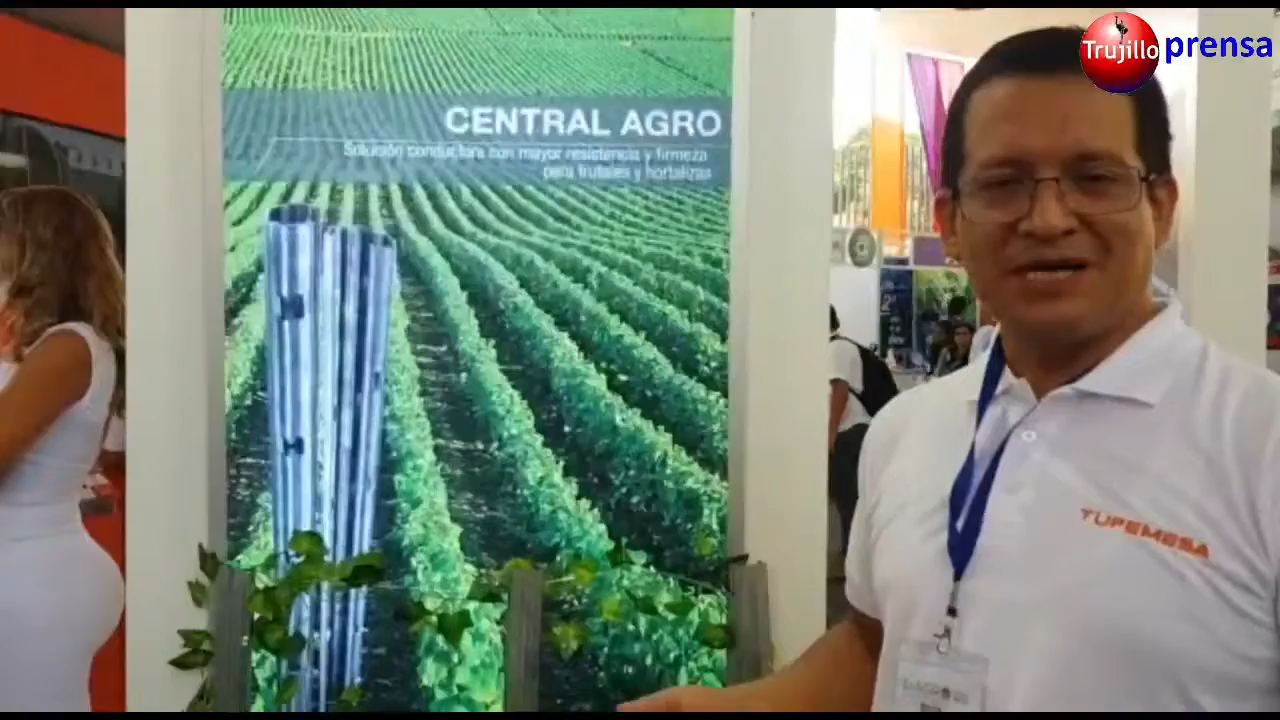 Trujillo prensa
CENTRAL AGRO
Solución conductora con mayor resistencia y firmeza
para frutales y hortalizas
TUPEMESA